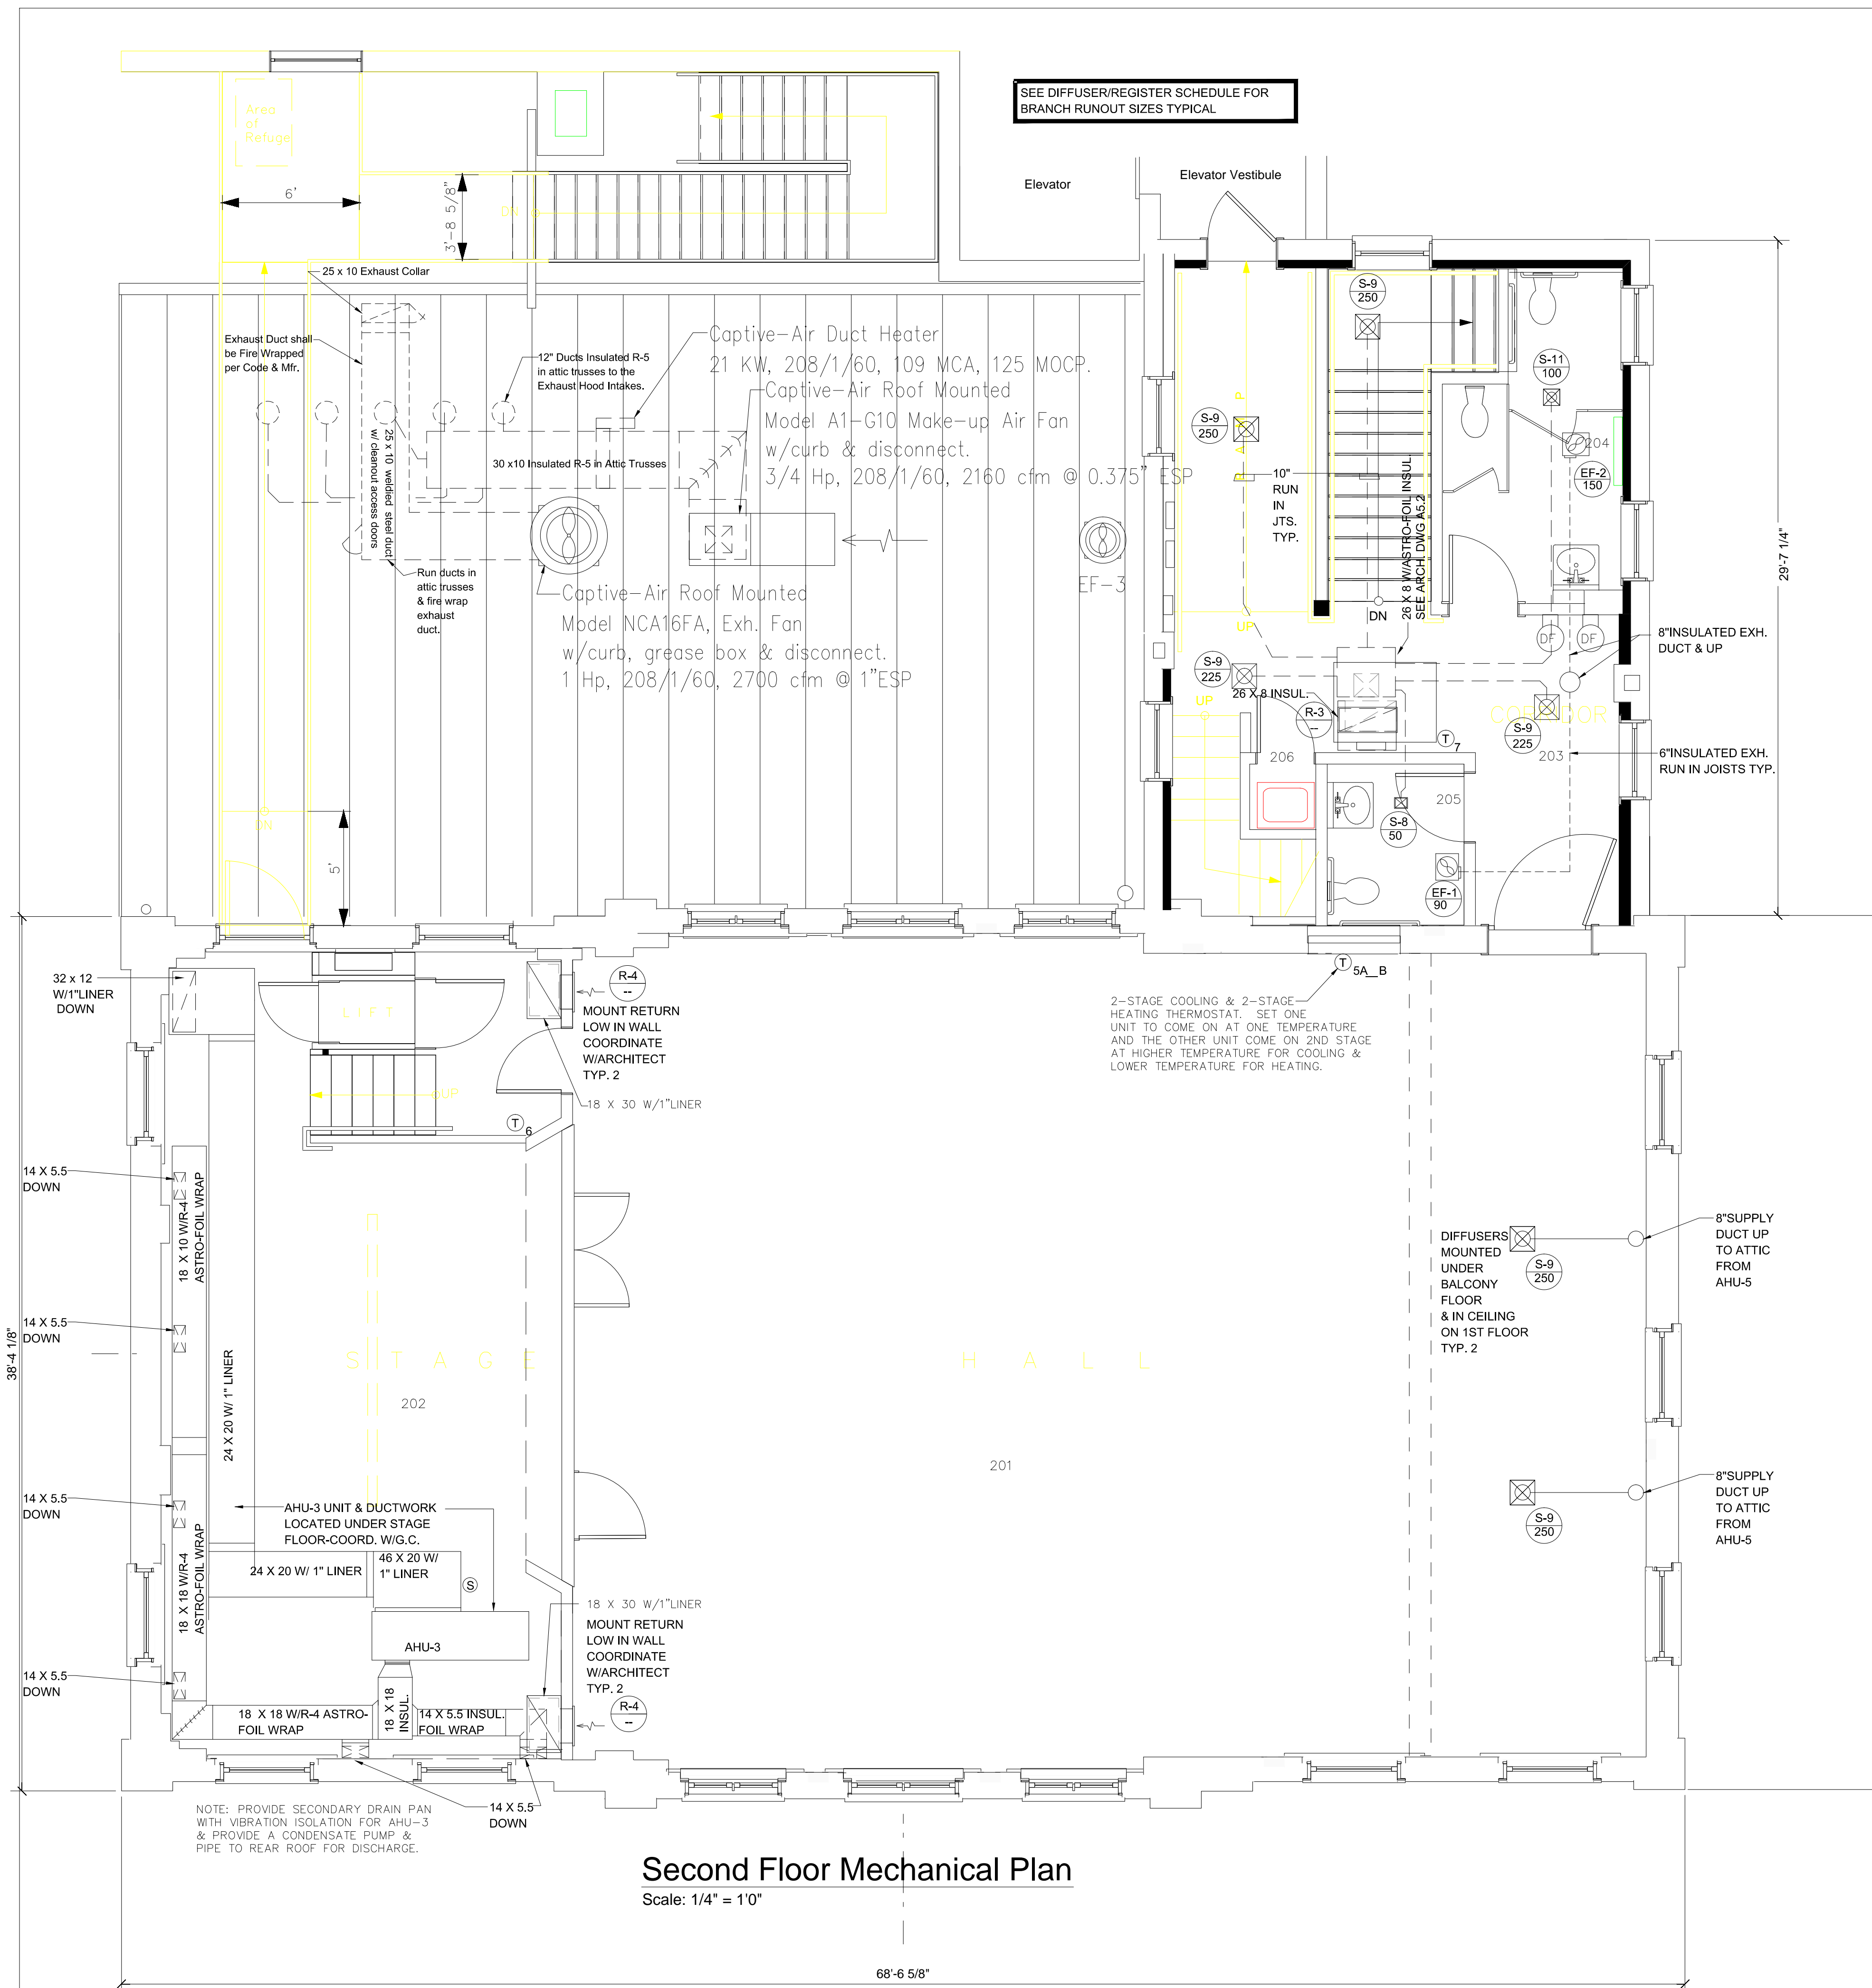 SEE DIFFUSER/REGISTER SCHEDULE FOR
BRANCH RUNOUT SIZES TYPICAL
Area
of
Refuge
6'
3'-8 5/8"
DN
Elevator
Elevator Vestibule
25 x 10 Exhaust Collar
Exhaust Duct shall
be Fire Wrapped
per Code & Mfr.
12" Ducts Insulated R-5
in attic trusses to the
Exhaust Hood Intakes.
Captive-Air Duct Heater
21 KW, 208/1/60, 109 MCA, 125 MOCP.
Captive-Air Roof Mounted
Model A1-G10 Make-up Air Fan
w/curb & disconnect.
3/4 Hp, 208/1/60, 2160 cfm @ 0.375" ESP
25 x 10 weldied steel duct
w/ cleanout access doors
30 x10 Insulated R-5 in Attic Trusses
Run ducts in
attic trusses
& fire wrap
exhaust
duct.
Captive-Air Roof Mounted
Model NCA16FA, Exh. Fan
w/curb, grease box & disconnect.
1 Hp, 208/1/60, 2700 cfm @ 1"ESP
EF-3
S-9
250
S-9
250
S-11
100
204
EF-2
150
10"
RUN
IN
JTS.
TYP.
26 X 8 W/ASTRO-FOIL INSUL.
SEE ARCH. DWG A5.2
UP
DN
DF
DF
8"INSULATED EXH.
DUCT & UP
29'-7 1/4"
S-9
225
26 X 8 INSUL.
UP
R-3
--
T
7
206
CORRIDOR
S-9
225
203
6"INSULATED EXH.
RUN IN JOISTS TYP.
205
S-8
50
EF-1
90
DN
5'
32 x 12
W/1"LINER
DOWN
LIFT
R-4
--
MOUNT RETURN
LOW IN WALL
COORDINATE
W/ARCHITECT
TYP. 2
18 X 30 W/1"LINER
T
6
T
5A__B
2-STAGE COOLING & 2-STAGE
HEATING THERMOSTAT. SET ONE
UNIT TO COME ON AT ONE TEMPERATURE
AND THE OTHER UNIT COME ON 2ND STAGE
AT HIGHER TEMPERATURE FOR COOLING &
LOWER TEMPERATURE FOR HEATING.
14 X 5.5
DOWN
18 X 10 W/R-4
ASTRO-FOIL WRAP
14 X 5.5
DOWN
24 X 20 W/ 1" LINER
38'-4 1/8"
STAGE
202
HALL
201
DIFFUSERS
MOUNTED
UNDER
BALCONY
FLOOR
& IN CEILING
ON 1ST FLOOR
TYP. 2
S-9
250
8"SUPPLY
DUCT UP
TO ATTIC
FROM
AHU-5
S-9
250
8"SUPPLY
DUCT UP
TO ATTIC
FROM
AHU-5
14 X 5.5
DOWN
18 X 18 W/R-4
ASTRO-FOIL WRAP
AHU-3 UNIT & DUCTWORK
LOCATED UNDER STAGE
FLOOR-COORD. W/G.C.
24 X 20 W/ 1" LINER
46 X 20 W/
1" LINER
S
AHU-3
18 X 30 W/1"LINER
MOUNT RETURN
LOW IN WALL
COORDINATE
W/ARCHITECT
TYP. 2
R-4
--
14 X 5.5
DOWN
18 X 18 W/R-4 ASTRO-
FOIL WRAP
18 X 18
INSUL.
14 X 5.5 INSUL.
FOIL WRAP
14 X 5.5
DOWN
NOTE: PROVIDE SECONDARY DRAIN PAN
WITH VIBRATION ISOLATION FOR AHU-3
& PROVIDE A CONDENSATE PUMP &
PIPE TO REAR ROOF FOR DISCHARGE.
Second Floor Mechanical Plan
Scale: 1/4" = 1'0"
68'-6 5/8"